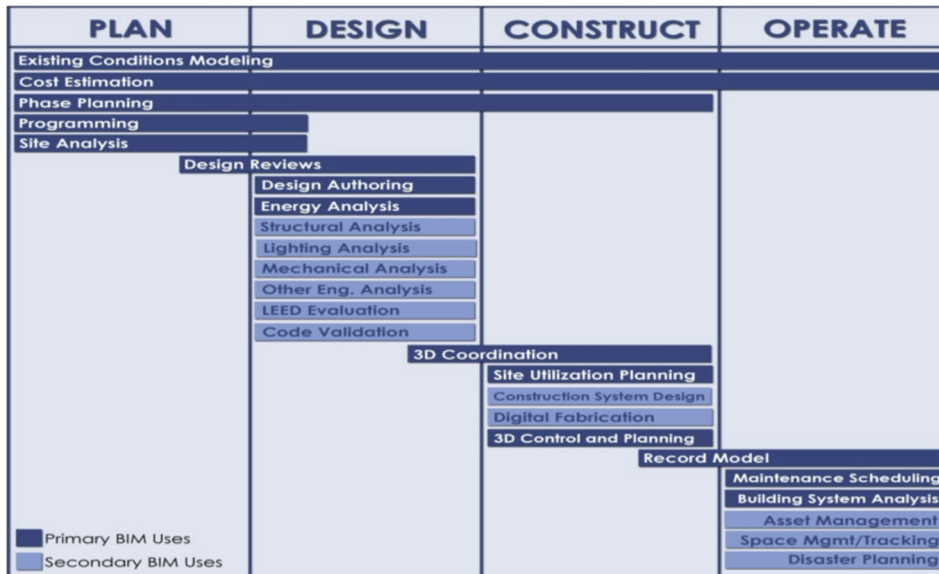 PLAN
DESIGN
CONSTRUCT
OPERATE
Existing Conditions Modeling
Cost Estimation
Phase Planning
Programming
Site Analysis
Design Reviews
Design Authoring
Energy Analysis
Structural Analysis
Lighting Analysis
Mechanical Analysis
Other Eng. Analysis
LEED Evaluation
Code Validation
3D Coordination
Site Utilization Planning
Construction System Design
Digital Fabrication
3D Control and Planning
Record Model
Maintenance Scheduling
Building System Analysis
Asset Management
Space Mgmt/Tracking
Disaster Planning
Primary BIM Uses
Secondary BIM Uses